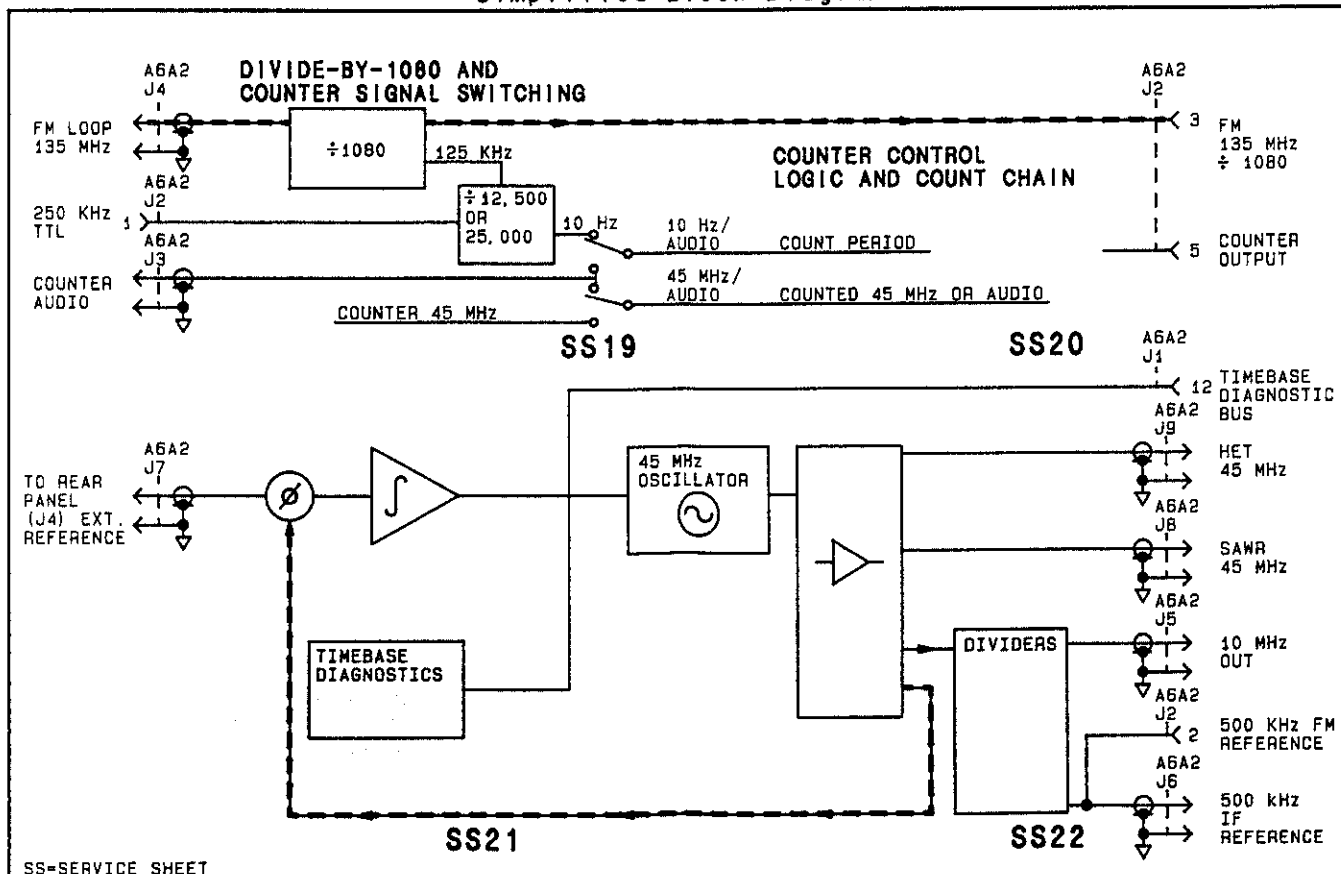 Simplified Block Diagram
A6A2
J4
DIVIDE-BY-1080 AND
COUNTER SIGNAL SWITCHING
FM LOOP
135 MHz
÷1080
125 KHz
A6A2
J2
3
FM
135 MHz
÷ 1080
COUNTER CONTROL
LOGIC AND COUNT CHAIN
A6A2
J2
250 KHz
TTL
1
÷12,500
OR
25,000
10 Hz
10 Hz/
AUDIO
COUNT PERIOD
5
COUNTER
OUTPUT
A6A2
J3
COUNTER
AUDIO
45 MHz/
AUDIO
COUNTED 45 MHz OR AUDIO
COUNTER 45 MHz
SS19
SS20
A6A2
J1
12
TIMEBASE
DIAGNOSTIC
BUS
A6A2
J7
TO REAR
PANEL
(J4) EXT.
REFERENCE
ø
∫
45 MHz
OSCILLATOR
A6A2
J9
HET
45 MHz
A6A2
J8
SAWR
45 MHz
TIMEBASE
DIAGNOSTICS
DIVIDERS
A6A2
J5
10 MHz
OUT
A6A2
J2
2
500 KHz FM
REFERENCE
A6A2
J6
500 kHz
IF
REFERENCE
SS21
SS22
SS=SERVICE SHEET